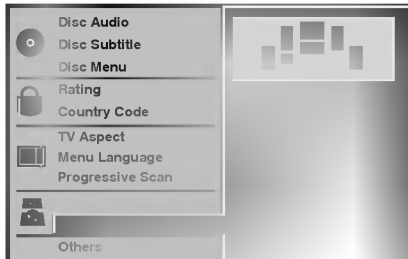 Disc Audio
Disc Subtitle
Disc Menu
Rating
Country Code
TV Aspect
Menu Language
Progressive Scan
Others